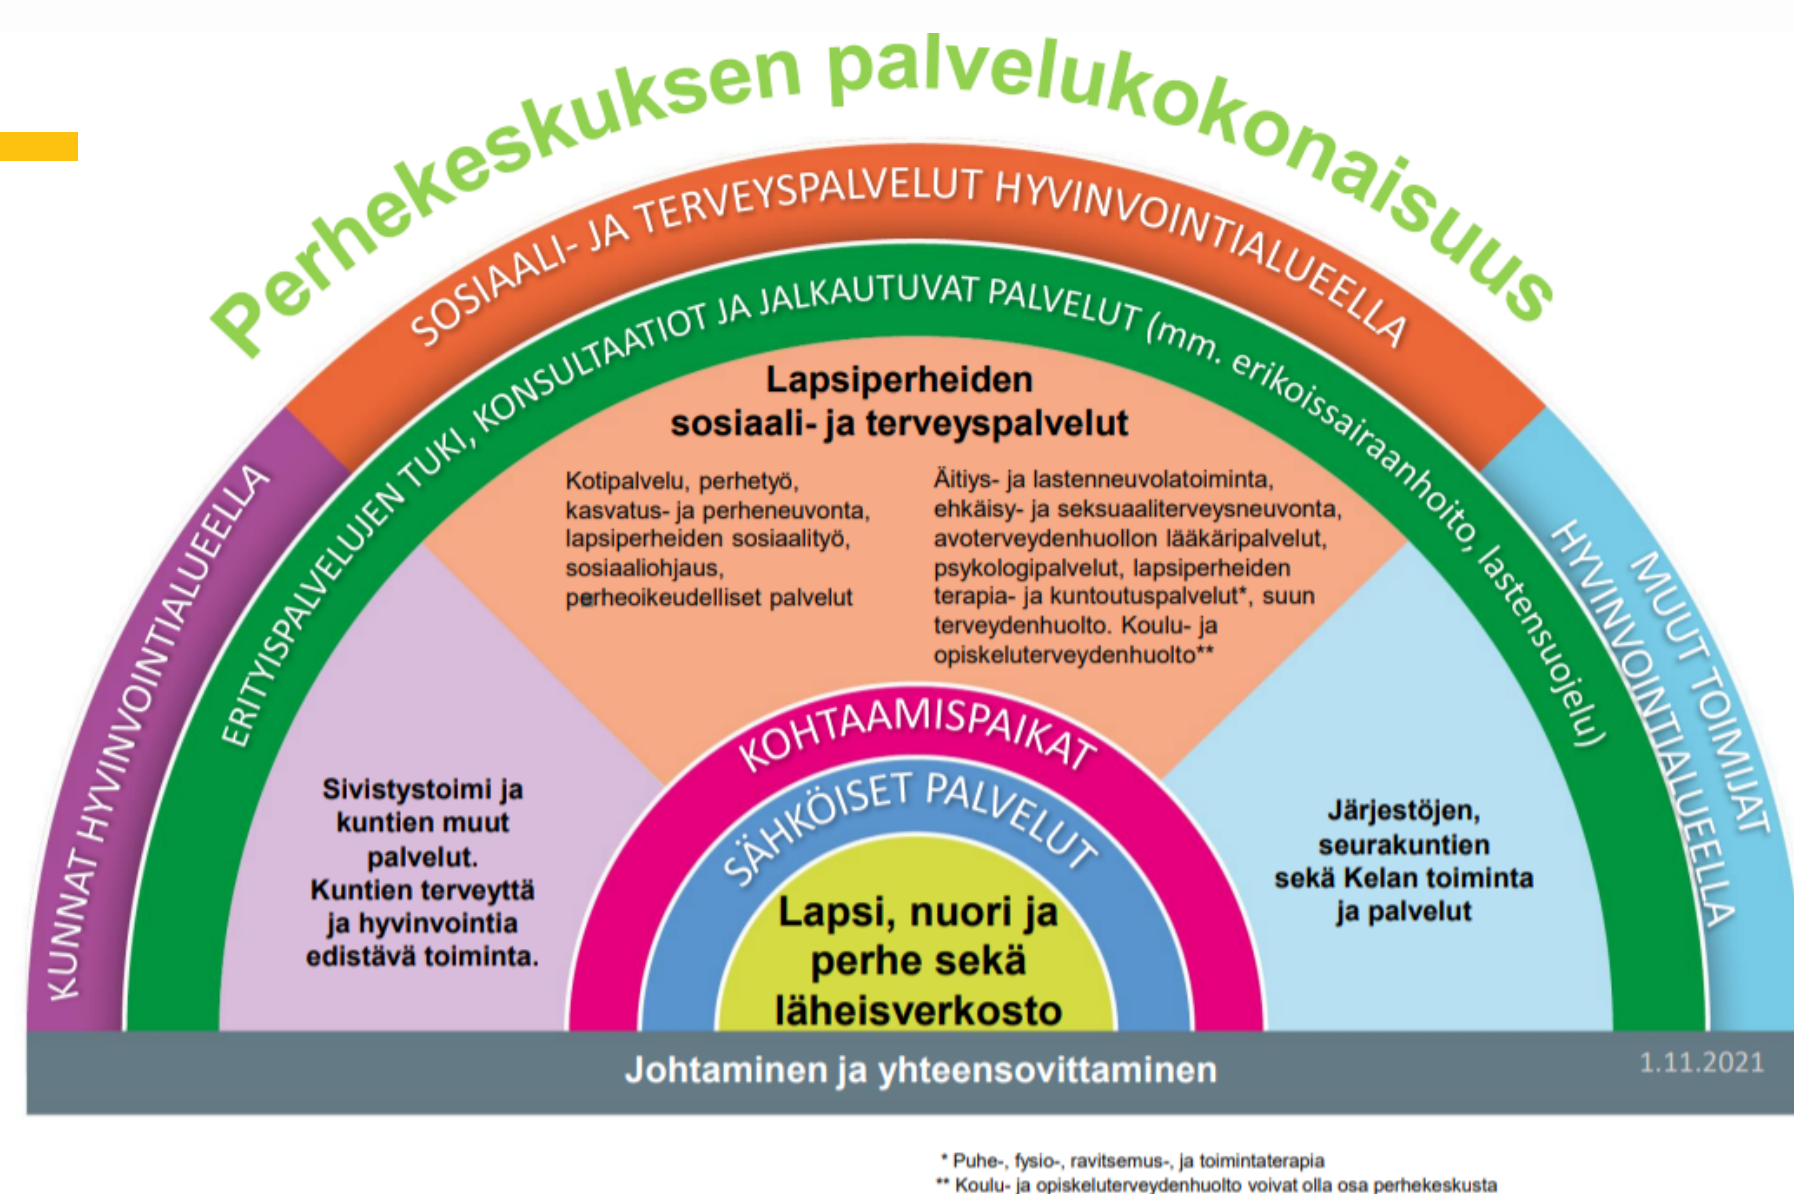 Perhekeskuksen palvelukokonaisuus
SOSIAALI- JA TERVEYSPALVELUT HYVINVOINTIALUEELLA
KUNNAT HYVINVOINTIALUEELLA
MUUT TOIMIJAT
HYVINVOINTIALUEELLA
ERITYISPALVELUJEN TUKI, KONSULTAATIOT JA JALKAUTUVAT PALVELUT (mm. erikoissairaanhoito, lastensuojelu)
Lapsiperheiden
sosiaali- ja terveyspalvelut
Kotipalvelu, perhetyö,
kasvatus- ja perheneuvonta,
lapsiperheiden sosiaalityö,
sosiaaliohjaus,
perheoikeudelliset palvelut
Äitiys- ja lastenneuvolatoiminta,
ehkäisy- ja seksuaaliterveysneuvonta,
avoterveydenhuollon lääkäripalvelut,
psykologipalvelut, lapsiperheiden
terapia- ja kuntoutuspalvelut*, suun
terveydenhuolto. Koulu- ja
opiskeluterveydenhuolto**
Sivistystoimi ja
kuntien muut
palvelut.
Kuntien terveyttä
ja hyvinvointia
edistävä toiminta.
Järjestöjen,
seurakuntien
sekä Kelan toiminta
ja palvelut
KOHTAAMISPAIKAT
SÄHKÖISET PALVELUT
Lapsi, nuori ja
perhe sekä
läheisverkosto
Johtaminen ja yhteensovittaminen
1.11.2021
* Puhe-, fysio-, ravitsemus-, ja toimintaterapia
** Koulu- ja opiskeluterveydenhuolto voivat olla osa perhekeskusta